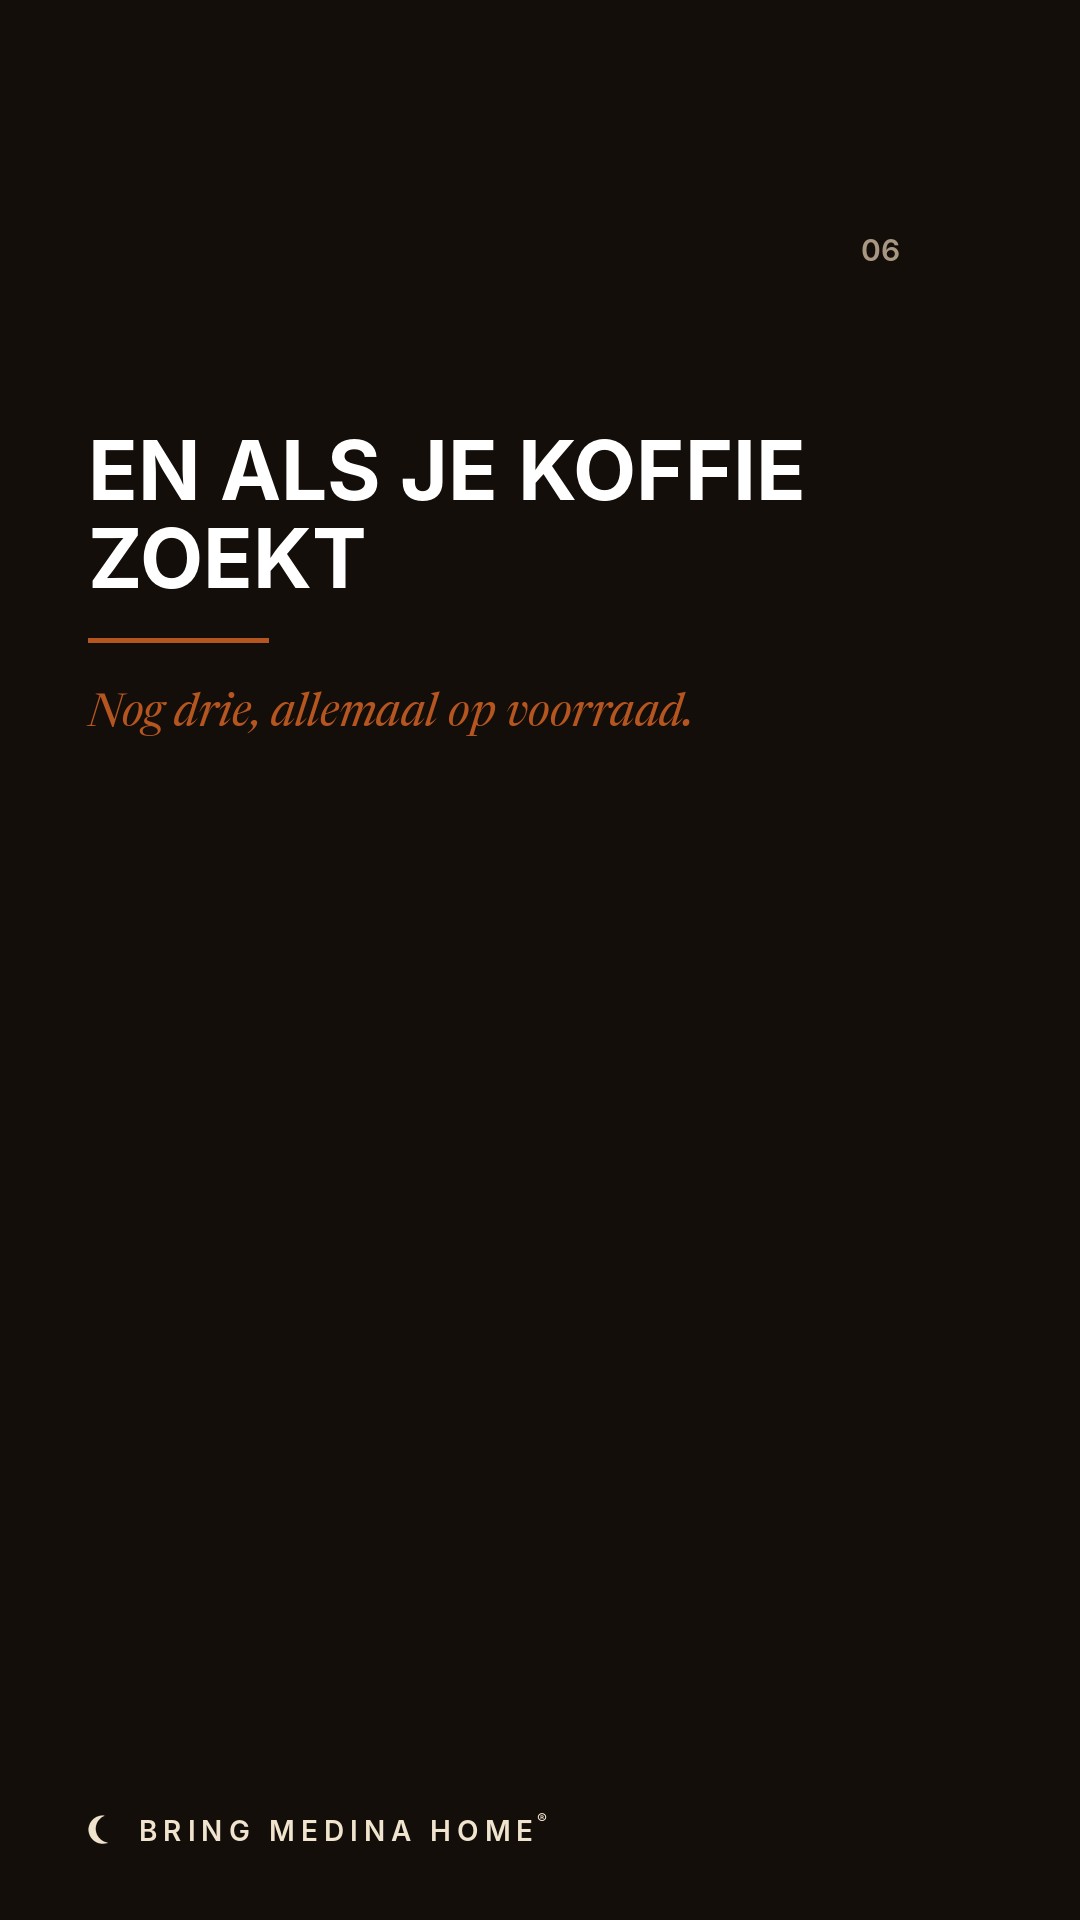 06
EN ALS JE KOFFIE
ZOEKT
Nog drie, allemaal op voorraad.
BRING MEDINA HOME®